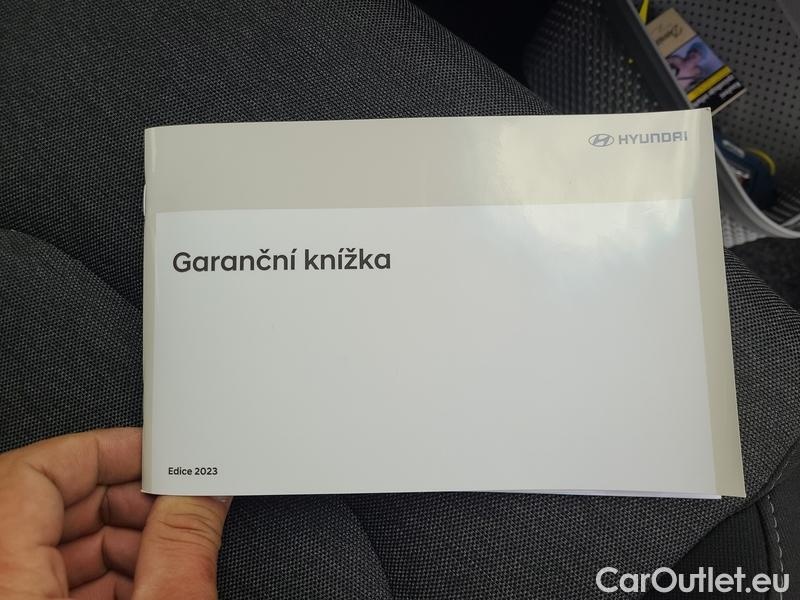 HYUNDAI
Garanční knížka
Edice 2023
CarOutlet.eu